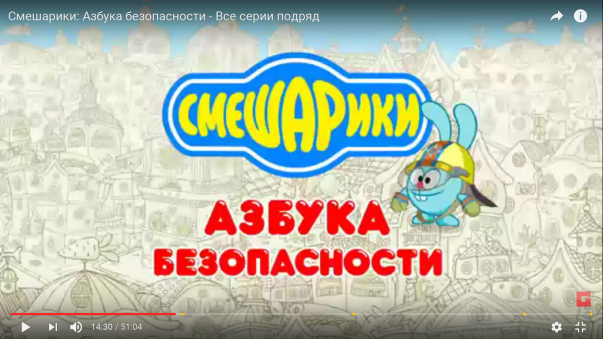 Смешарики: Азбука безопасности - Все серии подряд
СМЕШАРИКИ
АЗБУКА
БЕЗОПАСНОСТИ
14:30 / 51:04